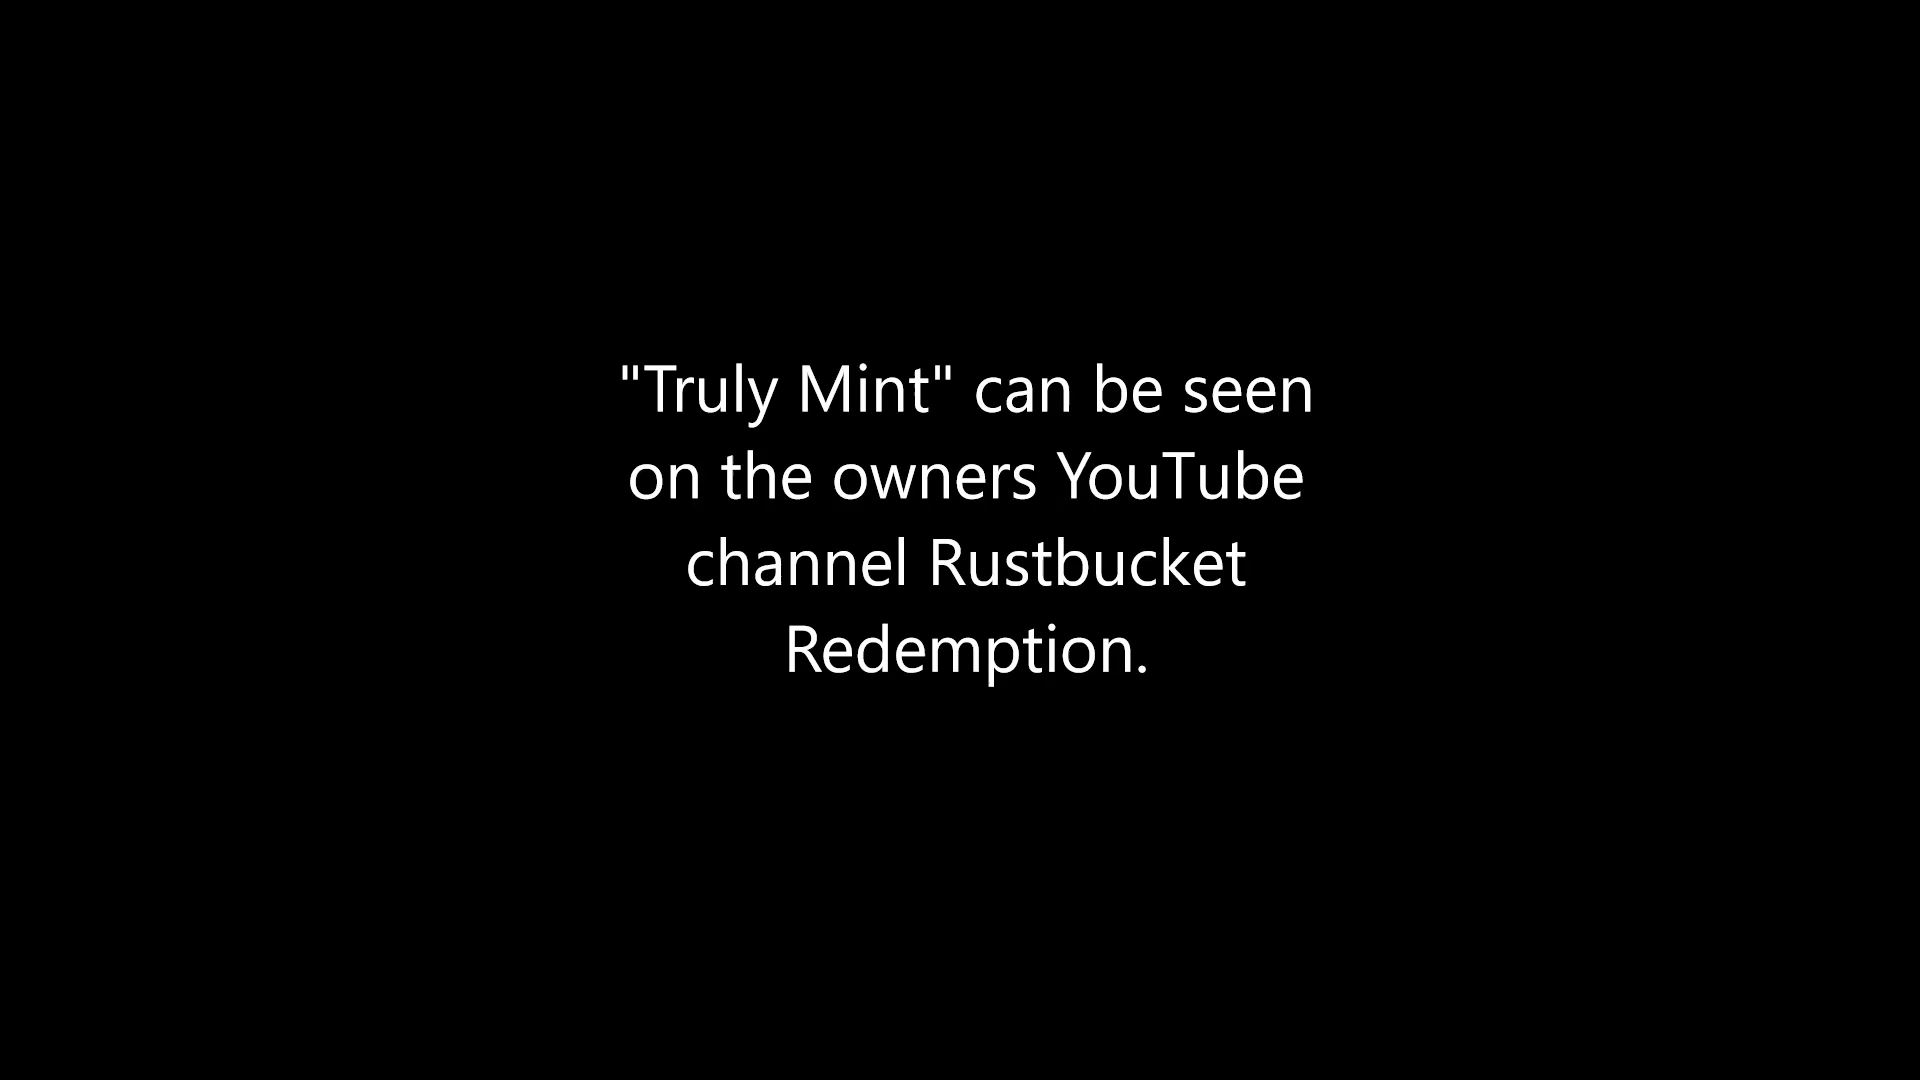 "Truly Mint" can be seen
on the owners YouTube
channel Rustbucket
Redemption.